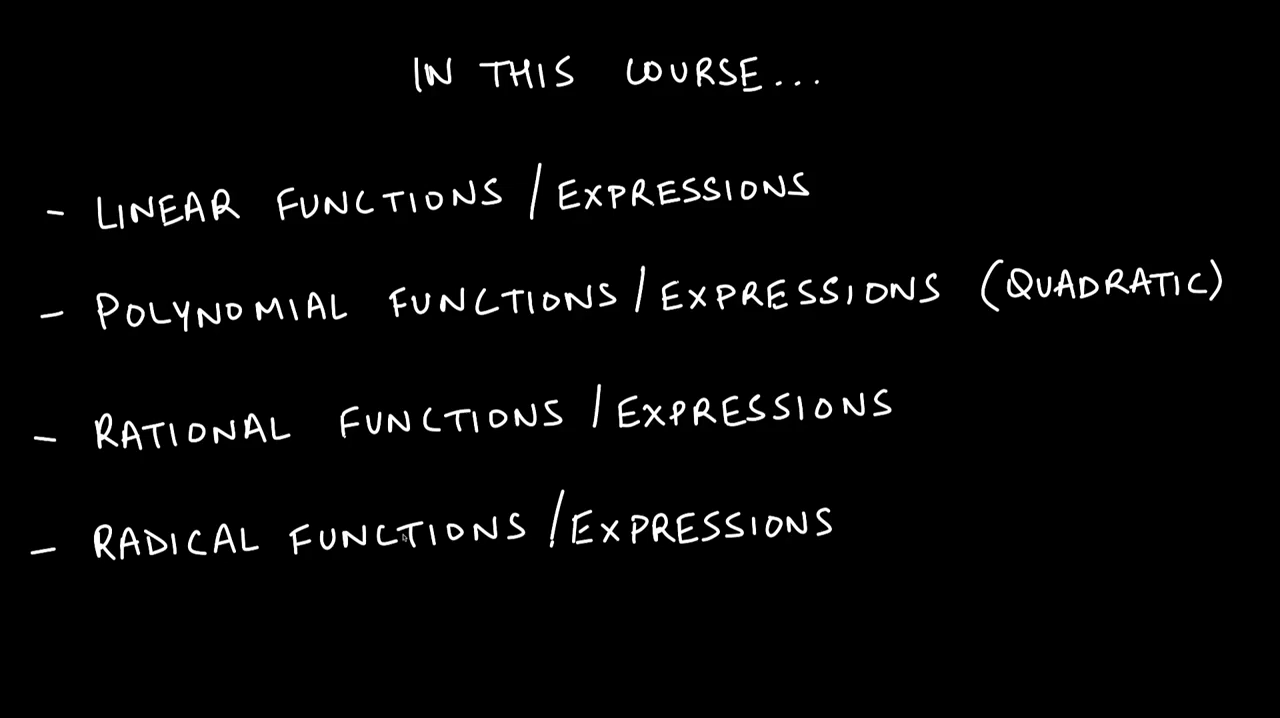 IN THIS COURSE...
- LINEAR FUNCTIONS / EXPRESSIONS
- POLYNOMIAL FUNCTIONS / EXPRESSIONS (QUADRATIC)
- RATIONAL FUNCTIONS / EXPRESSIONS
- RADICAL FUNCTIONS / EXPRESSIONS